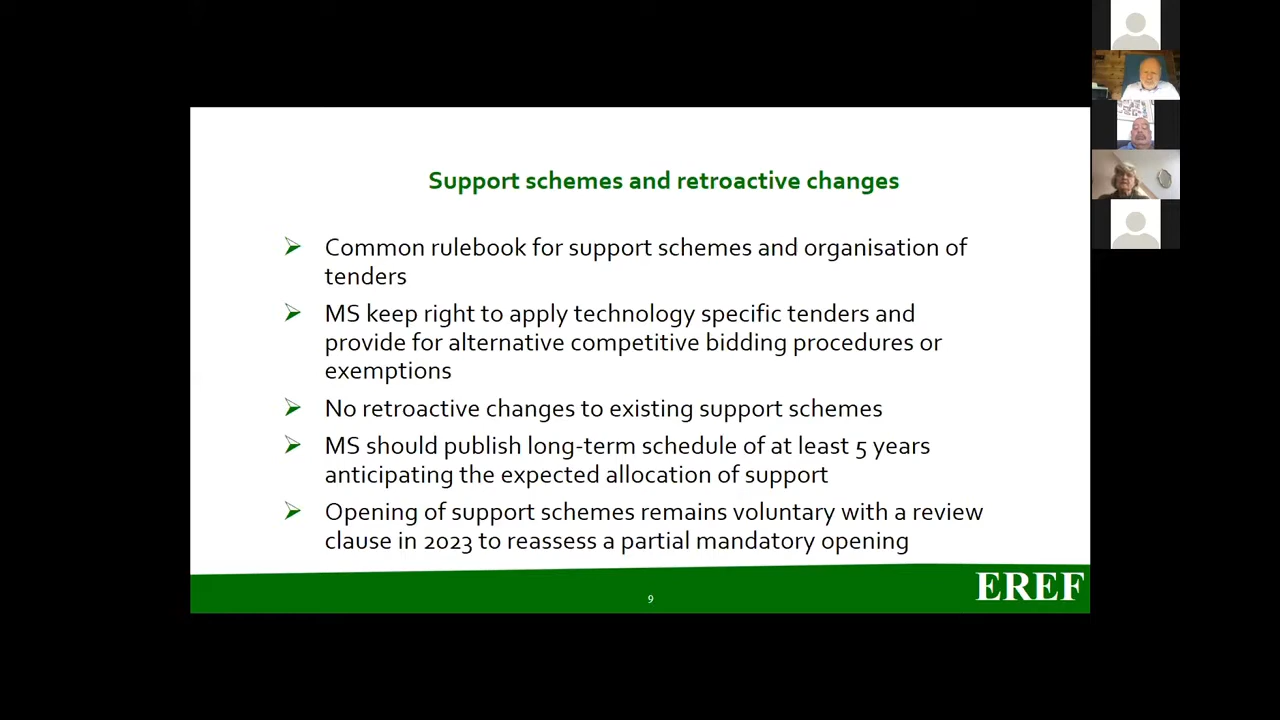 Support schemes and retroactive changes
Common rulebook for support schemes and organisation of
tenders
MS keep right to apply technology specific tenders and
provide for alternative competitive bidding procedures or
exemptions
No retroactive changes to existing support schemes
MS should publish long-term schedule of at least 5 years
anticipating the expected allocation of support
Opening of support schemes remains voluntary with a review
clause in 2023 to reassess a partial mandatory opening
9
EREF